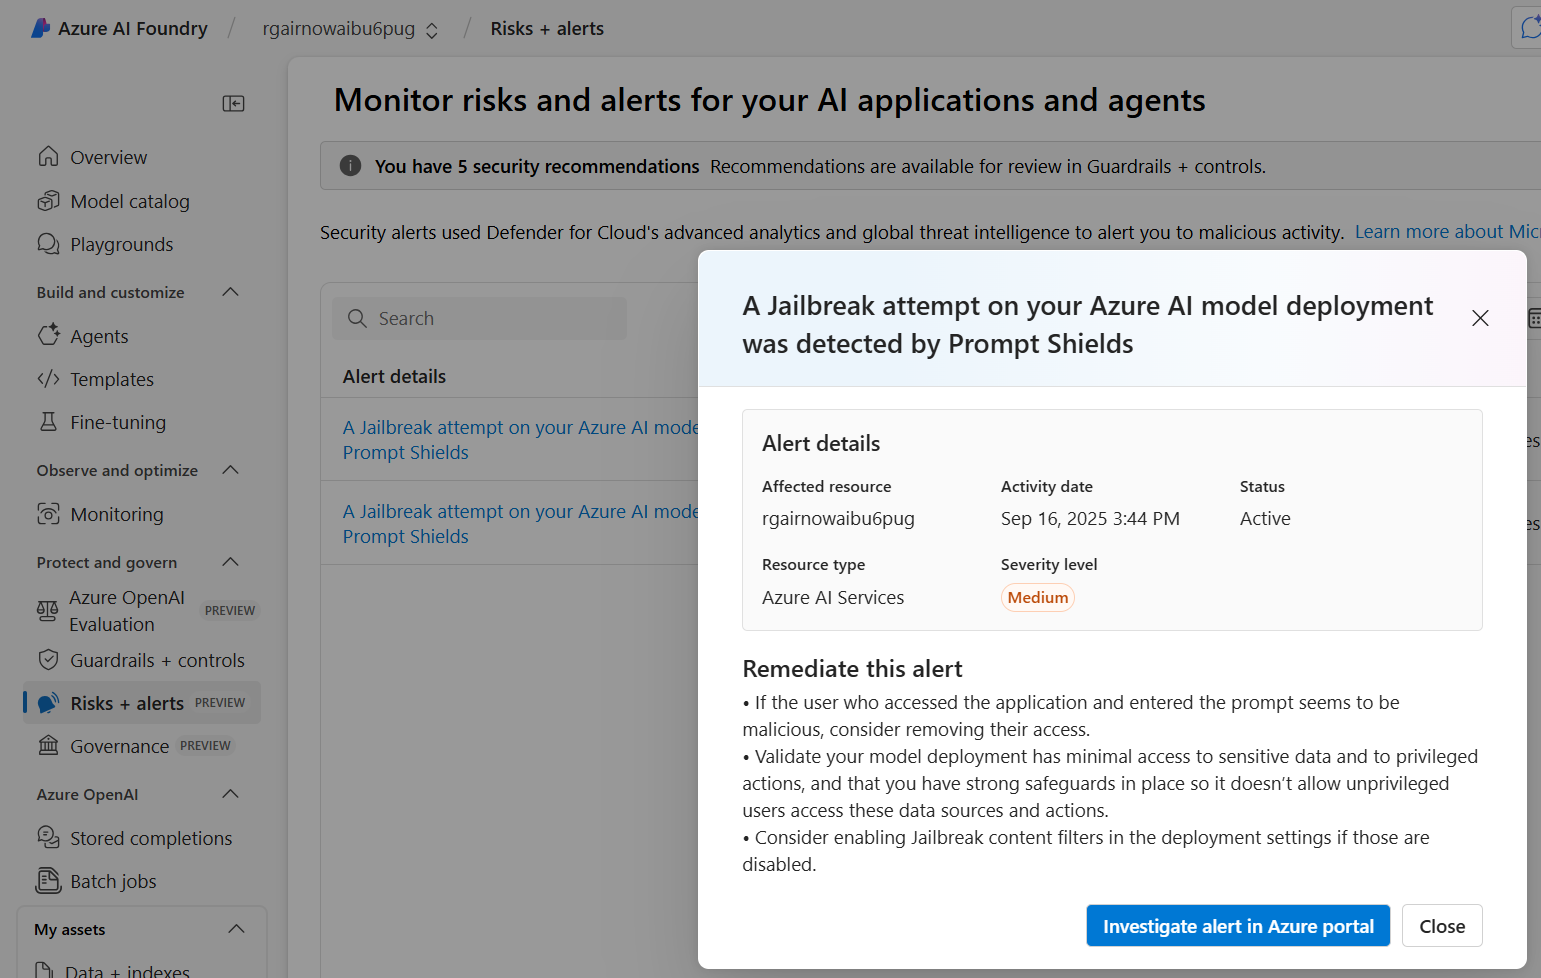 Azure AI Foundry / rgairnowaibu6pug / Risks + alerts
Overview
Model catalog
Playgrounds
Build and customize
Agents
Templates
Fine-tuning
Observe and optimize
Monitoring
Protect and govern
Azure OpenAI
Evaluation
PREVIEW
Guardrails + controls
Risks + alerts PREVIEW
Governance PREVIEW
Azure OpenAI
Stored completions
Batch jobs
My assets
Data + indexes
Monitor risks and alerts for your AI applications and agents
You have 5 security recommendations Recommendations are available for review in Guardrails + controls.
Security alerts used Defender for Cloud's advanced analytics and global threat intelligence to alert you to malicious activity. Learn more about
Search
Alert details
A Jailbreak attempt on your Azure AI
Prompt Shields
A Jailbreak attempt on your Azure AI
Prompt Shields
A Jailbreak attempt on your Azure AI model deployment
was detected by Prompt Shields
Alert details
Affected resource
rgairnowaibu6pug
Activity date
Sep 16, 2025 3:44 PM
Status
Active
Resource type
Azure AI Services
Severity level
Medium
Remediate this alert
• If the user who accessed the application and entered the prompt seems to be
malicious, consider removing their access.
• Validate your model deployment has minimal access to sensitive data and to privileged
actions, and that you have strong safeguards in place so it doesn’t allow unprivileged
users access these data sources and actions.
• Consider enabling Jailbreak content filters in the deployment settings if those are
disabled.
Investigate alert in Azure portal
Close